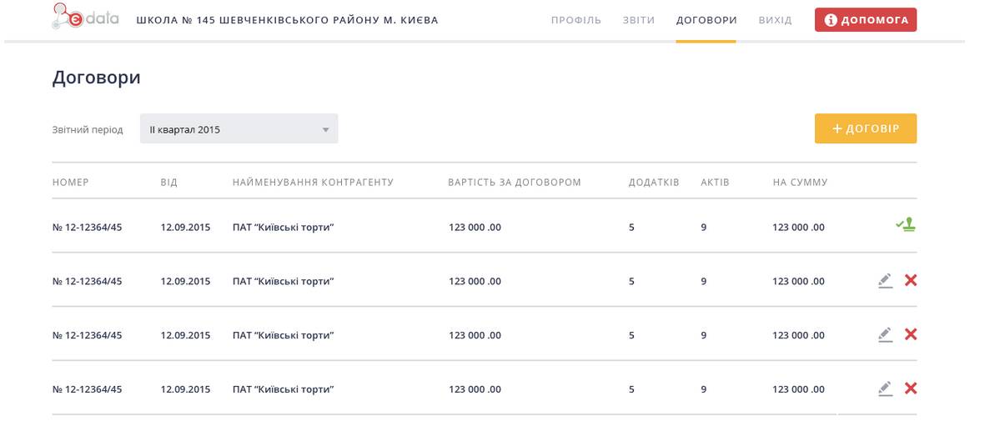 єdata ШКОЛА № 145 ШЕВЧЕНКІВСЬКОГО РАЙОНУ М. КИЄВА ПРОФІЛЬ ЗВІТИ ДОГОВОРИ ВИХІД ДОПОМОГА
Договори
Звітний період II квартал 2015 + ДОГОВІР
НОМЕР ВІД НАЙМЕНУВАННЯ КОНТРАГЕНТУ ВАРТІСТЬ ЗА ДОГОВОРОМ ДОДАТКІВ АКТІВ НА СУММУ
№ 12-12364/45 12.09.2015 ПАТ “Київські торти” 123 000 .00 5 9 123 000 .00
№ 12-12364/45 12.09.2015 ПАТ “Київські торти” 123 000 .00 5 9 123 000 .00
№ 12-12364/45 12.09.2015 ПАТ “Київські торти” 123 000 .00 5 9 123 000 .00
№ 12-12364/45 12.09.2015 ПАТ “Київські торти” 123 000 .00 5 9 123 000 .00